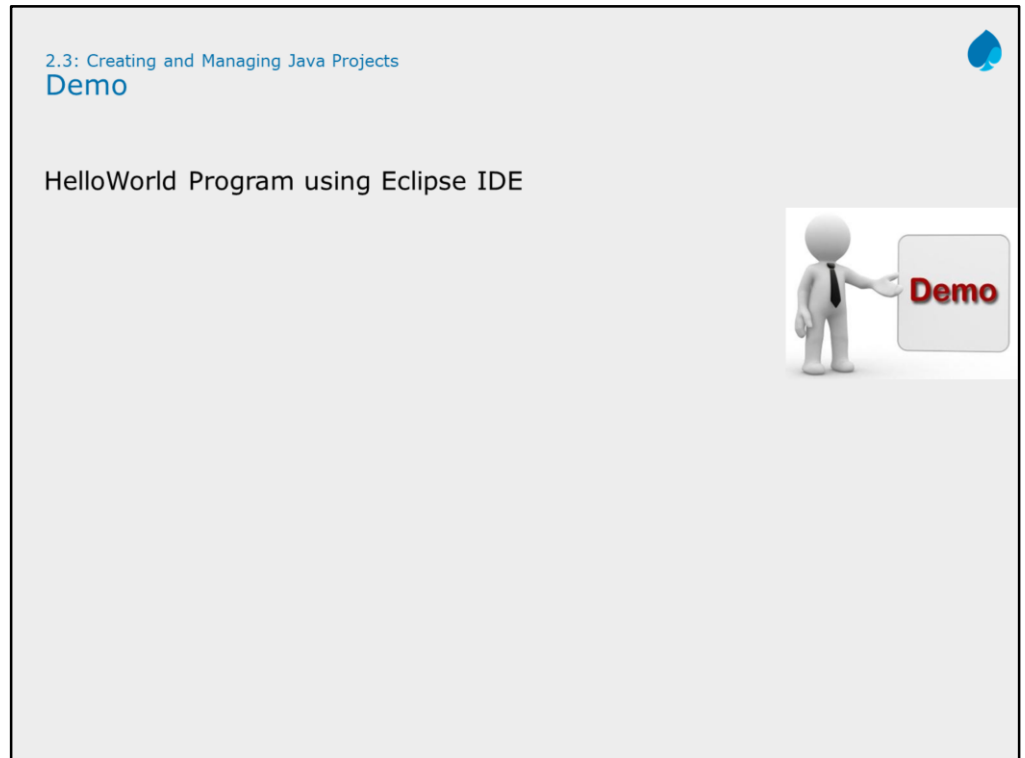 2.3: Creating and Managing Java Projects
Demo
HelloWorld Program using Eclipse IDE
Demo